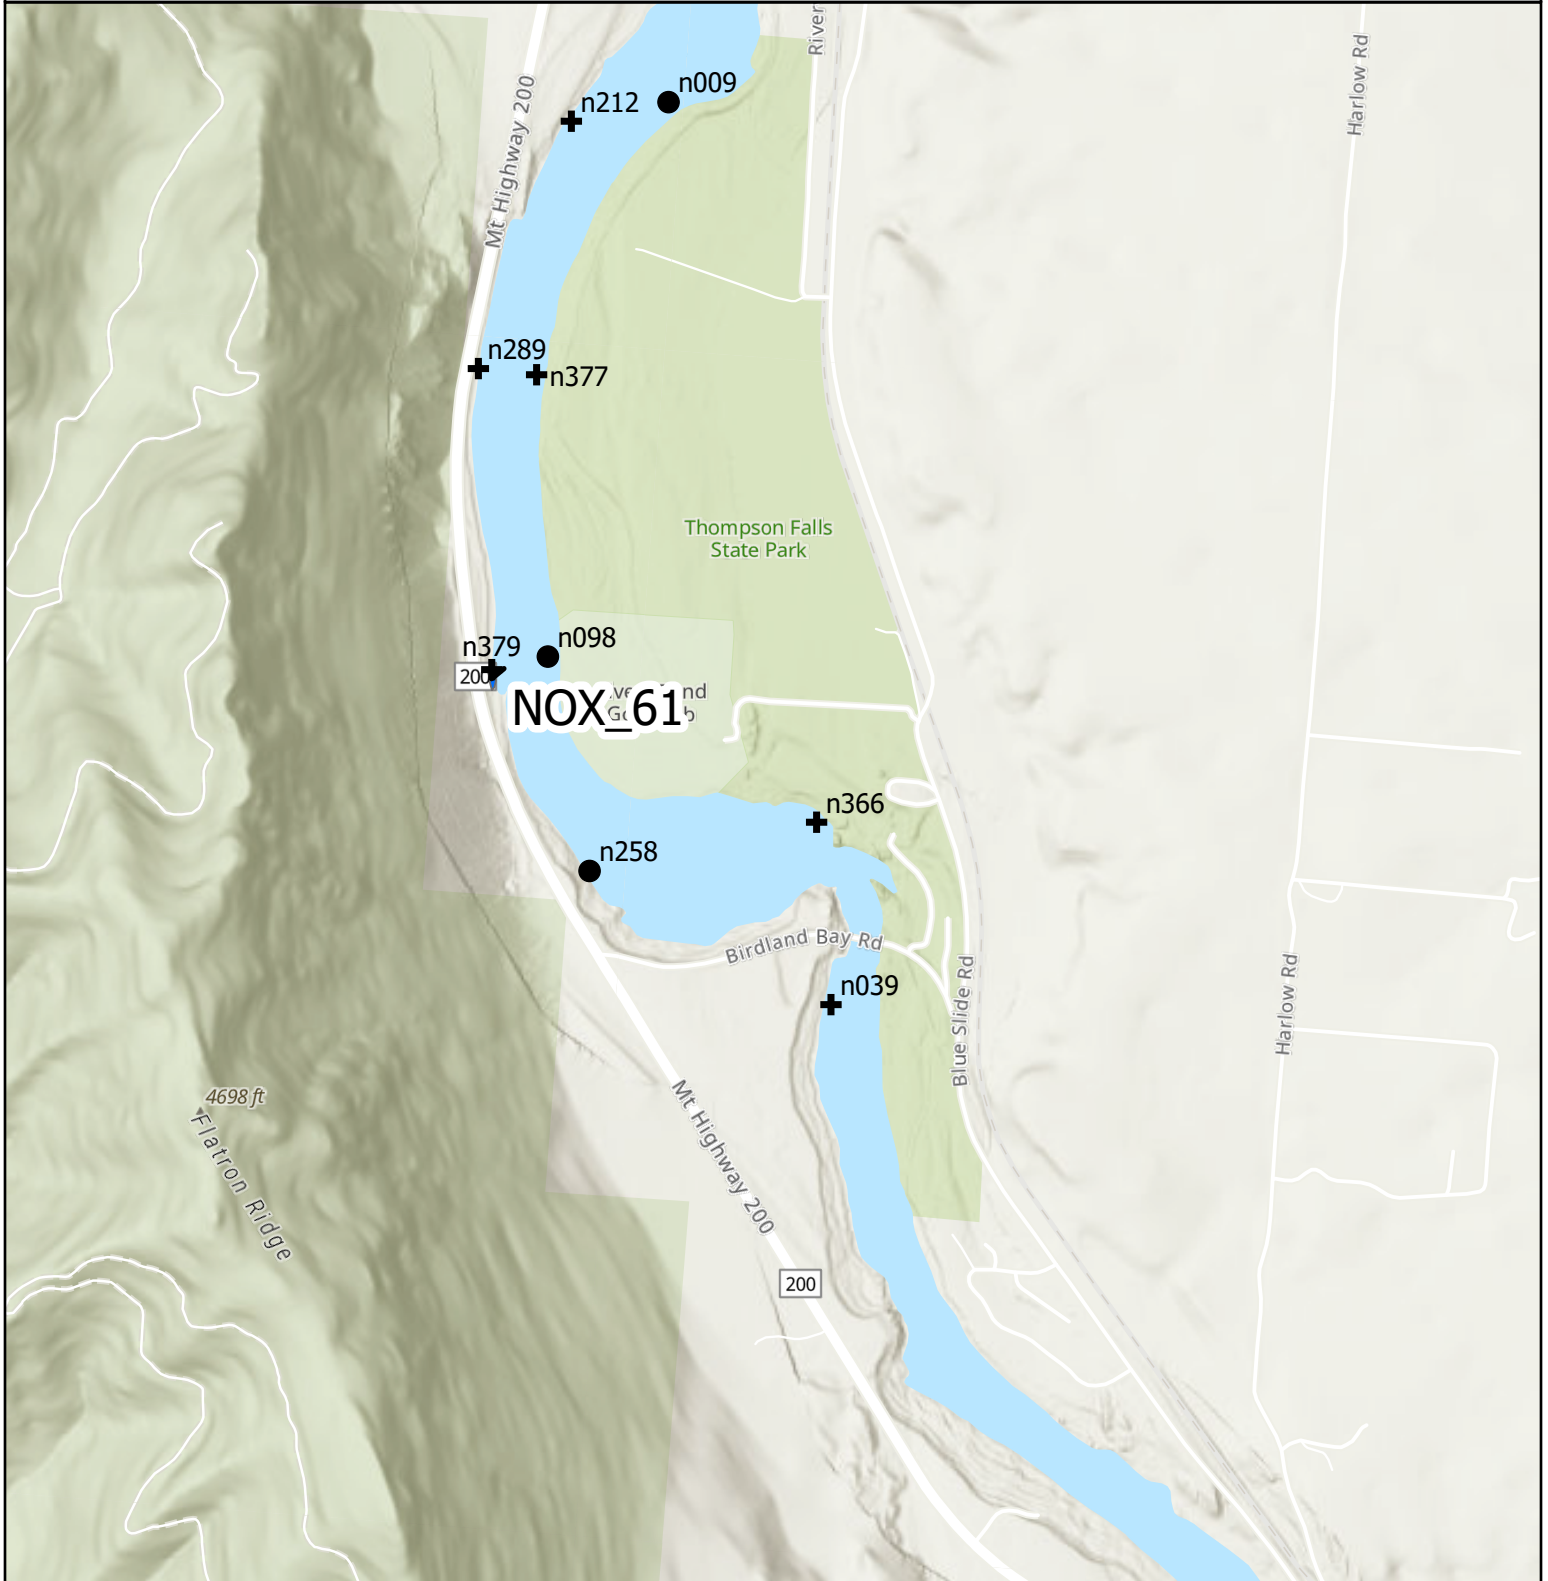 River
Harlow Rd
n009
n212
Mt Highway 200
n289
n377
Thompson Falls
State Park
n098
n379
200
NOX_61
n366
n258
Birdland Bay Rd
n039
Blue Slide Rd
Harlow Rd
4698 ft
Flatron Ridge
Mt Highway 200
200